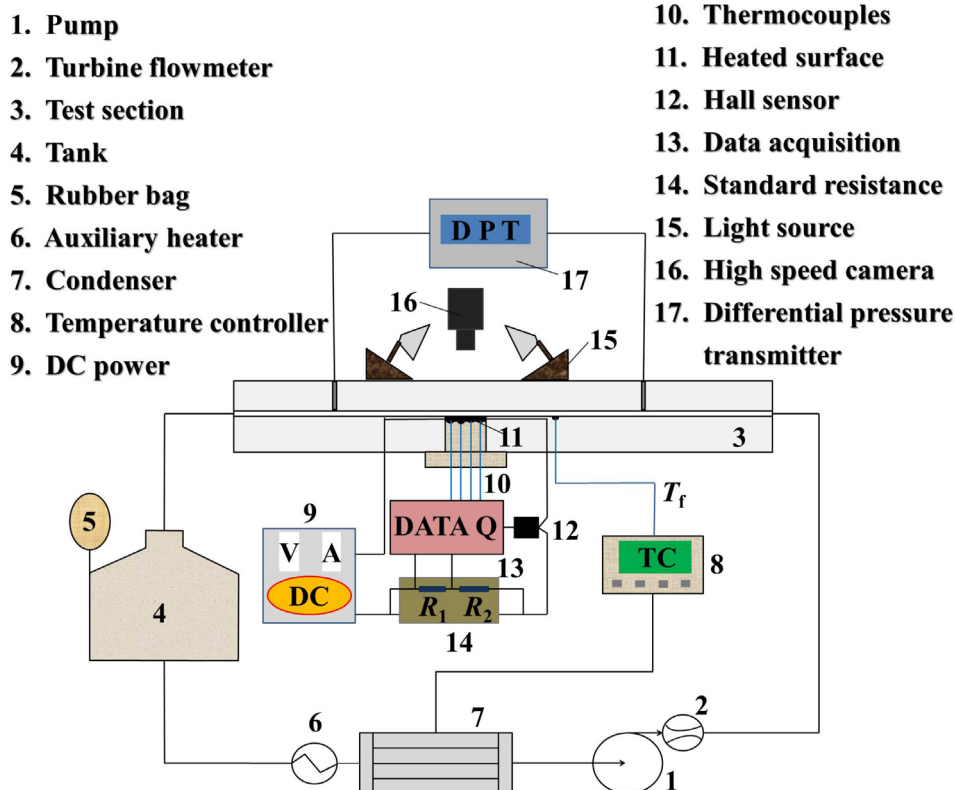 1. Pump
2. Turbine flowmeter
3. Test section
4. Tank
5. Rubber bag
6. Auxiliary heater
7. Condenser
8. Temperature controller
9. DC power
10. Thermocouples
11. Heated surface
12. Hall sensor
13. Data acquisition
14. Standard resistance
15. Light source
16. High speed camera
17. Differential pressure
transmitter
D P T
17
16
15
11
3
10
Tf
5
9
DATA Q
12
V A
TC
8
13
DC
R1 R2
4
14
6
7
2
1